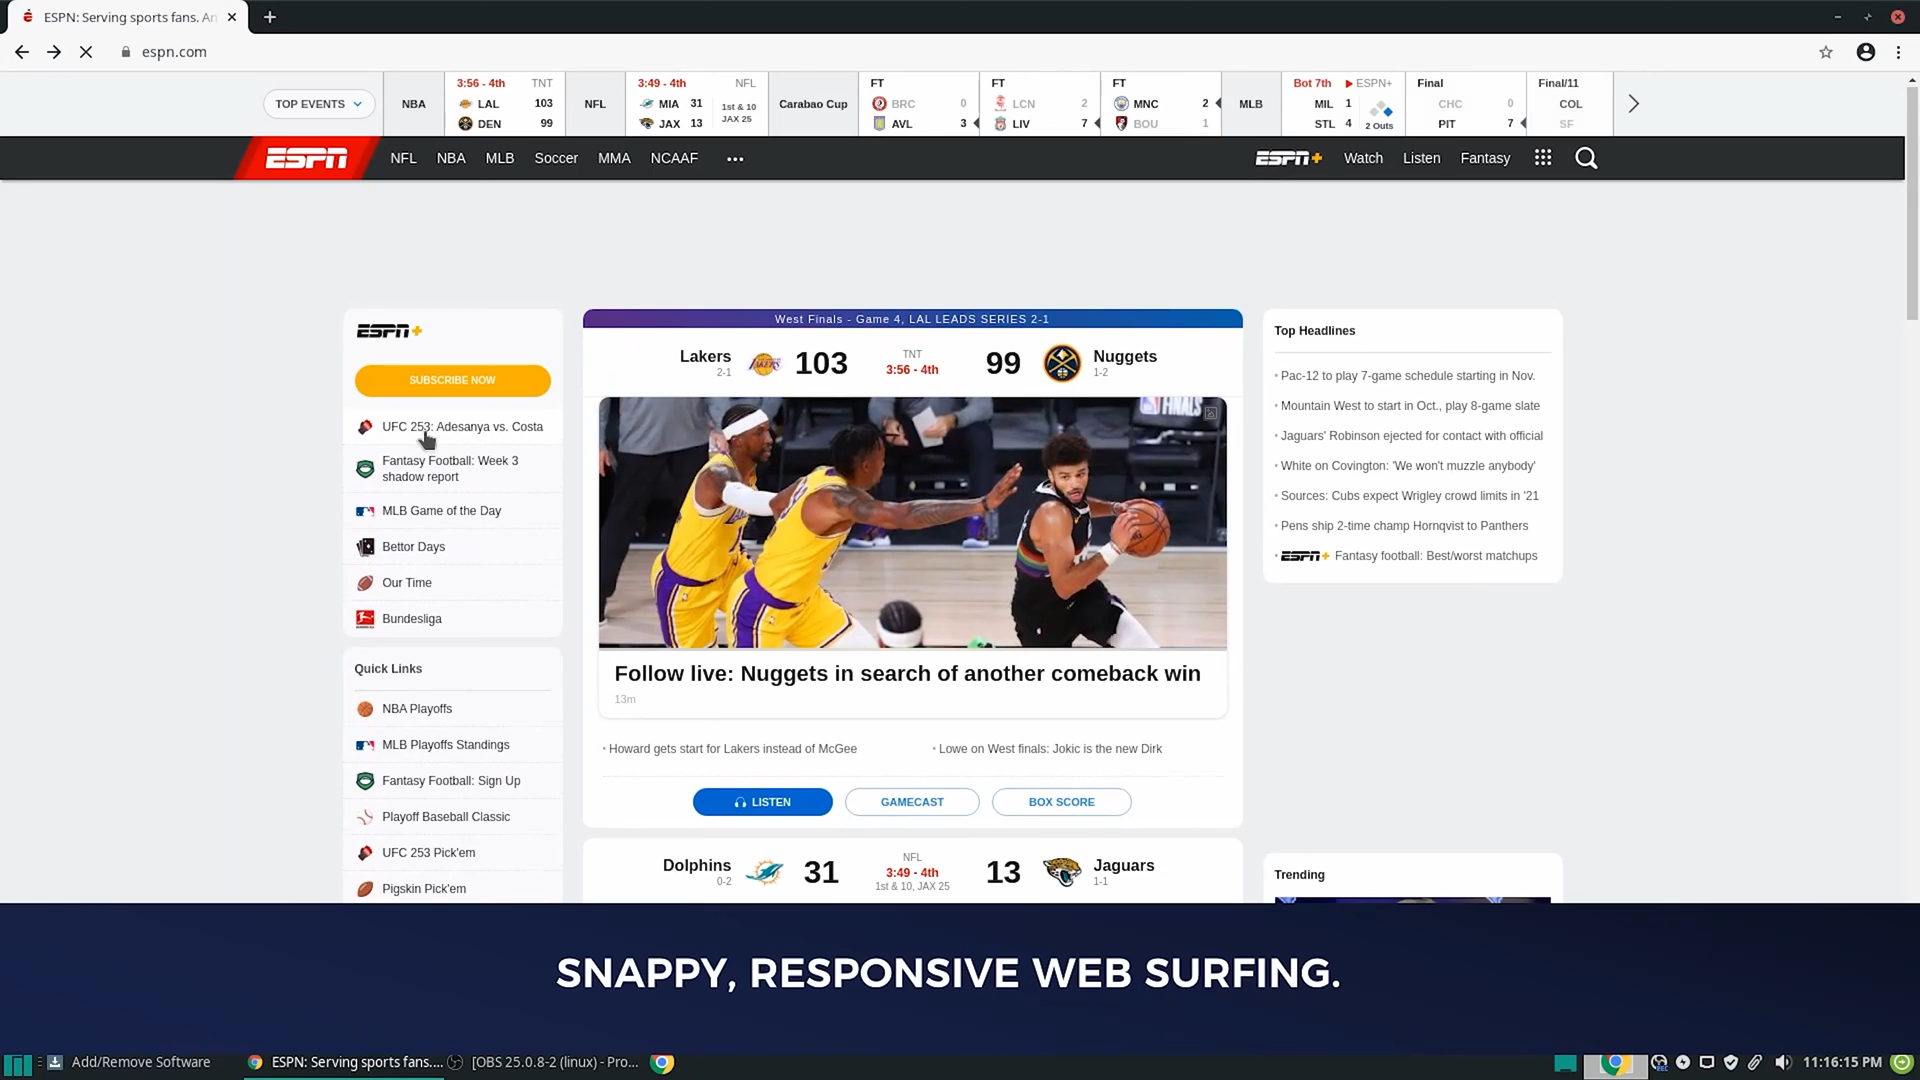 ESPN: Serving sports fans. An
espn.com
TOP EVENTS
NBA
3:56 - 4th TNT
LAL 103
DEN 99
NFL
3:49 - 4th NFL
MIA 31
JAX 13
1st & 10
JAX 25
Carabao Cup
FT
BRC 0
AVL 3
FT
LCN 2
LIV 7
FT
MNC 2
BOU 1
MLB
Bot 7th ESPN+
MIL 1
STL 4
2 Outs
Final
CHC 0
PIT 7
Final/11
COL
SF
ESPN NFL NBA MLB Soccer MMA NCAAF ... ESPN+ Watch Listen Fantasy
ESPN+
SUBSCRIBE NOW
UFC 253: Adesanya vs. Costa
Fantasy Football: Week 3
shadow report
MLB Game of the Day
Bettor Days
Our Time
Bundesliga
Quick Links
NBA Playoffs
MLB Playoffs Standings
Fantasy Football: Sign Up
Playoff Baseball Classic
UFC 253 Pick'em
Pigskin Pick'em
West Finals - Game 4, LAL LEADS SERIES 2-1
Lakers
2-1
LAKERS
103
TNT
3:56 - 4th
99
Nuggets
1-2
FINALS
Follow live: Nuggets in search of another comeback win
13m
Howard gets start for Lakers instead of McGee
Lowe on West finals: Jokic is the new Dirk
LISTEN
GAMECAST
BOX SCORE
Dolphins
0-2
31
NFL
3:49 - 4th
1st & 10, JAX 25
13
Jaguars
1-1
Top Headlines
Pac-12 to play 7-game schedule starting in Nov.
Mountain West to start in Oct., play 8-game slate
Jaguars' Robinson ejected for contact with official
White on Covington: 'We won't muzzle anybody'
Sources: Cubs expect Wrigley crowd limits in '21
Pens ship 2-time champ Hornqvist to Panthers
ESPN+ Fantasy football: Best/worst matchups
Trending
SNAPPY, RESPONSIVE WEB SURFING.
Add/Remove Software
ESPN: Serving sports fans....
[OBS 25.0.8-2 (linux) - Pro...
11:16:15 PM